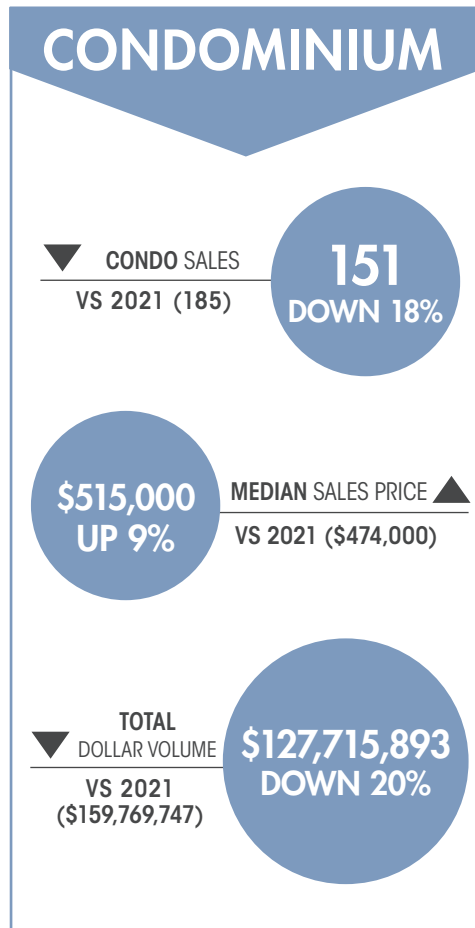 CONDOMINIUM
CONDO SALES
VS 2021 (185)
151
DOWN 18%
$515,000
UP 9%
MEDIAN SALES PRICE
VS 2021 ($474,000)
TOTAL
DOLLAR VOLUME
VS 2021
($159,769,747)
$127,715,893
DOWN 20%